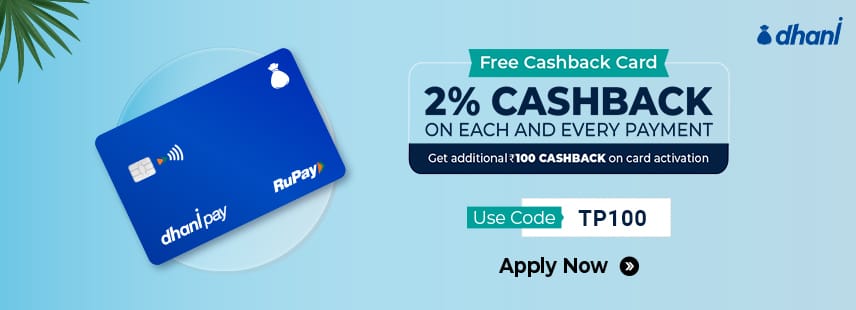 dhani
Free Cashback Card
2% CASHBACK
ON EACH AND EVERY PAYMENT
Get additional ₹100 CASHBACK on card activation
Use Code TP100
Apply Now
RuPay
dhani pay